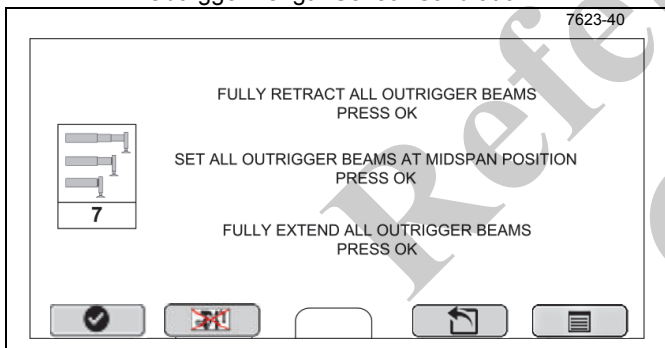 7623-40
FULLY RETRACT ALL OUTRIGGER BEAMS
PRESS OK
SET ALL OUTRIGGER BEAMS AT MIDSPAN POSITION
PRESS OK
7
FULLY EXTEND ALL OUTRIGGER BEAMS
PRESS OK